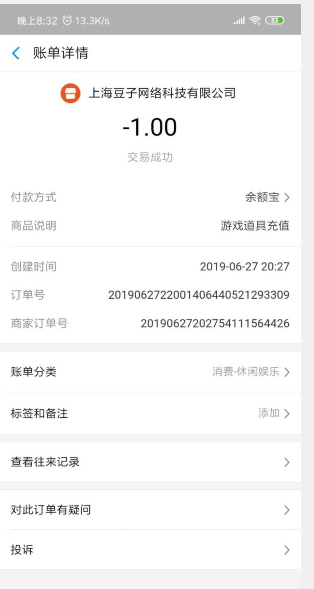 晚上8:32 13.3K/s 33
账单详情
上海豆子网络科技有限公司
-1.00
交易成功
付款方式 余额宝
商品说明 游戏道具充值
创建时间 2019-06-27 20:27
订单号 2019062722001406440521293309
商家订单号 20190627202754111564426
账单分类 消费-休闲娱乐
标签和备注 添加
查看往来记录
对此订单有疑问
投诉